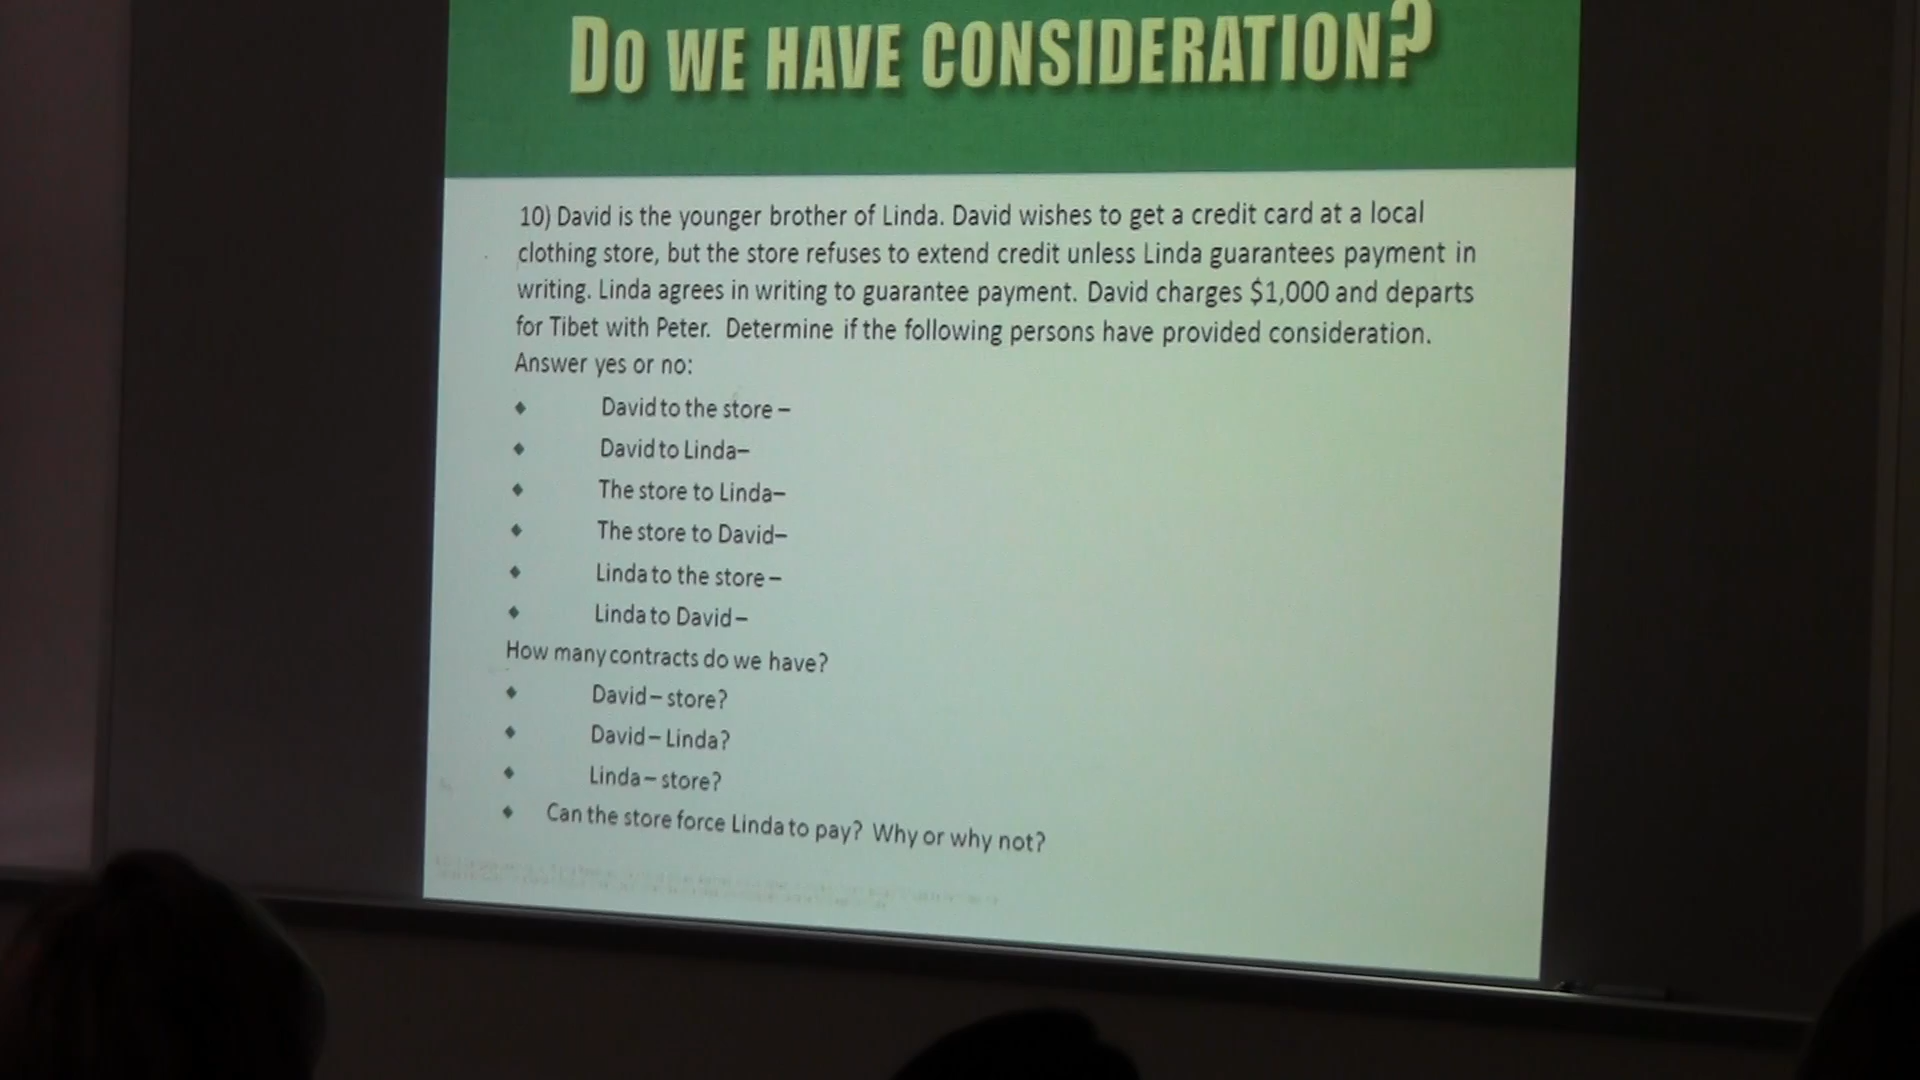 DO WE HAVE CONSIDERATION?
10) David is the younger brother of Linda. David wishes to get a credit card at a local
clothing store, but the store refuses to extend credit unless Linda guarantees payment in
writing. Linda agrees in writing to guarantee payment. David charges $1,000 and departs
for Tibet with Peter. Determine if the following persons have provided consideration.
Answer yes or no:
◆ David to the store –
◆ David to Linda–
◆ The store to Linda–
◆ The store to David–
◆ Linda to the store –
◆ Linda to David –
How many contracts do we have?
◆ David – store?
◆ David – Linda?
◆ Linda – store?
◆ Can the store force Linda to pay? Why or why not?